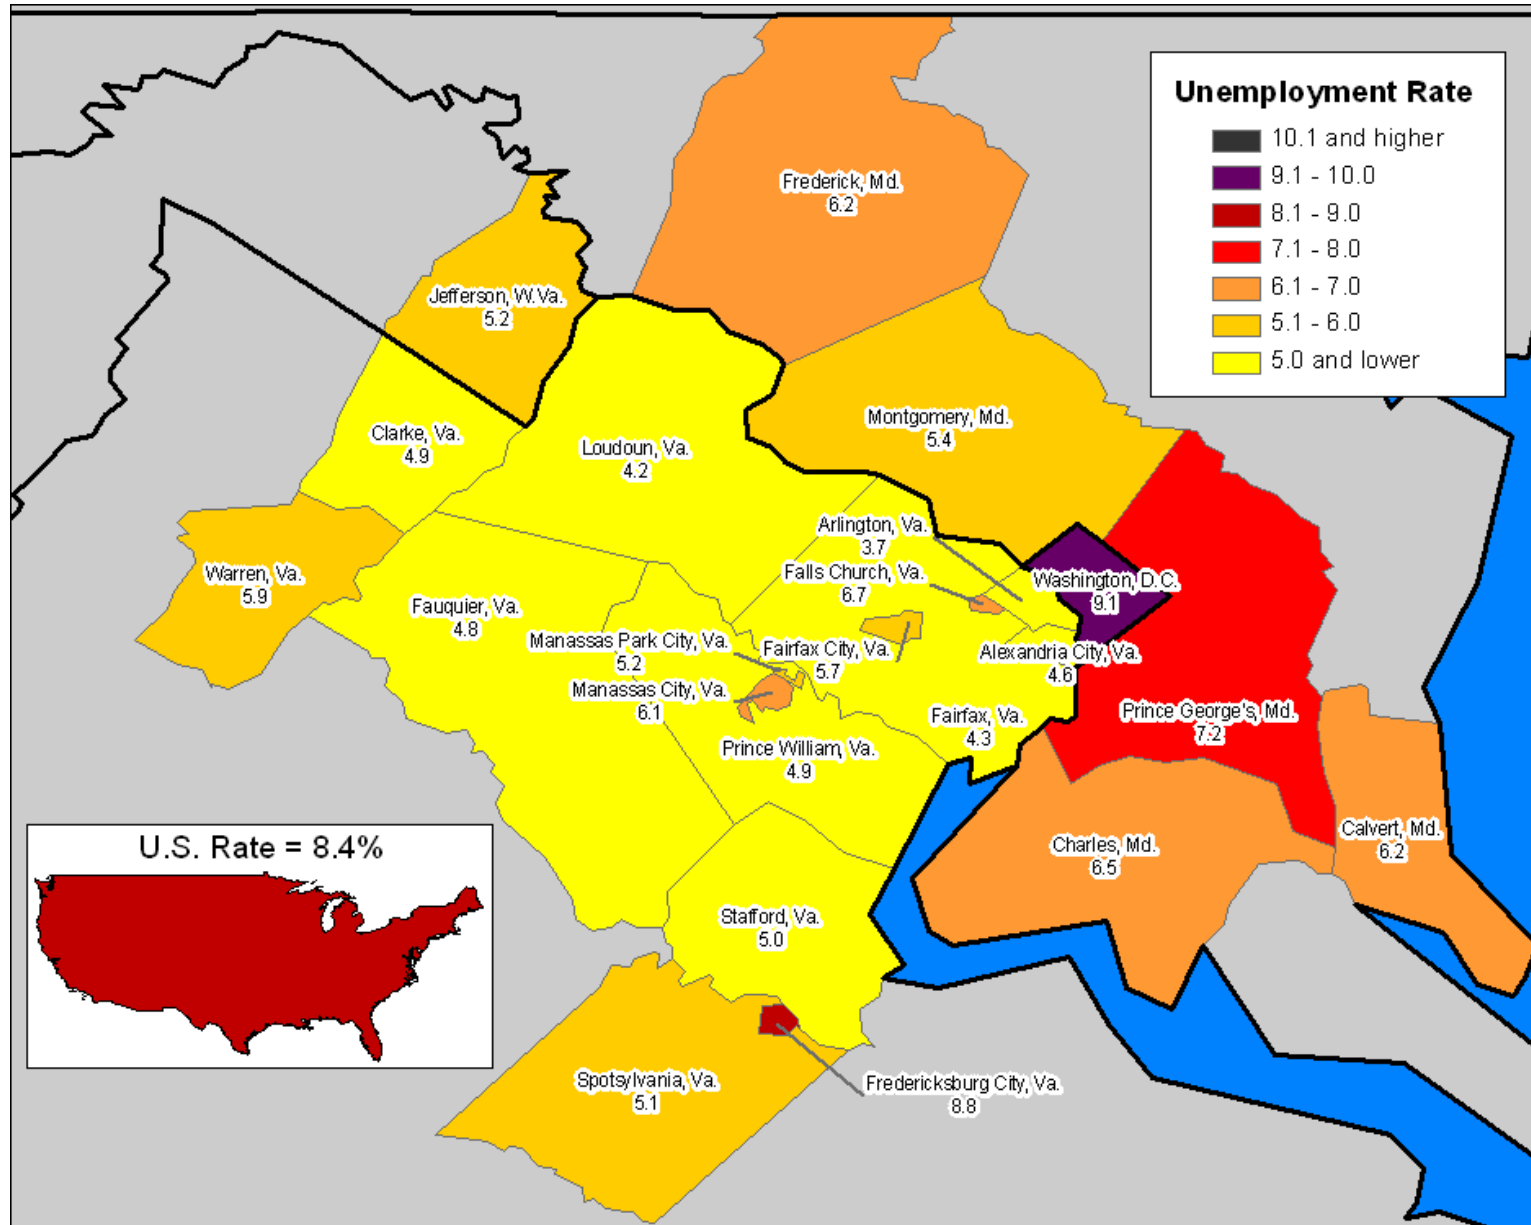 Unemployment Rate
10.1 and higher
9.1 - 10.0
8.1 - 9.0
7.1 - 8.0
6.1 - 7.0
5.1 - 6.0
5.0 and lower
Frederick, Md.
6.2
Jefferson, W.Va.
5.2
Montgomery, Md.
5.4
Clarke, Va.
4.9
Loudoun, Va.
4.2
Arlington, Va.
3.7
Falls Church, Va.
6.7
Washington, D.C.
9.1
Warren, Va.
5.9
Fauquier, Va.
4.8
Manassas Park City, Va.
5.2
Fairfax City, Va.
5.7
Alexandria City, Va.
4.6
Manassas City, Va.
6.1
Fairfax, Va.
4.3
Prince George's, Md.
7.2
Prince William, Va.
4.9
Charles, Md.
6.5
Calvert, Md.
6.2
U.S. Rate = 8.4%
Stafford, Va.
5.0
Spotsylvania, Va.
5.1
Fredericksburg City, Va.
8.8